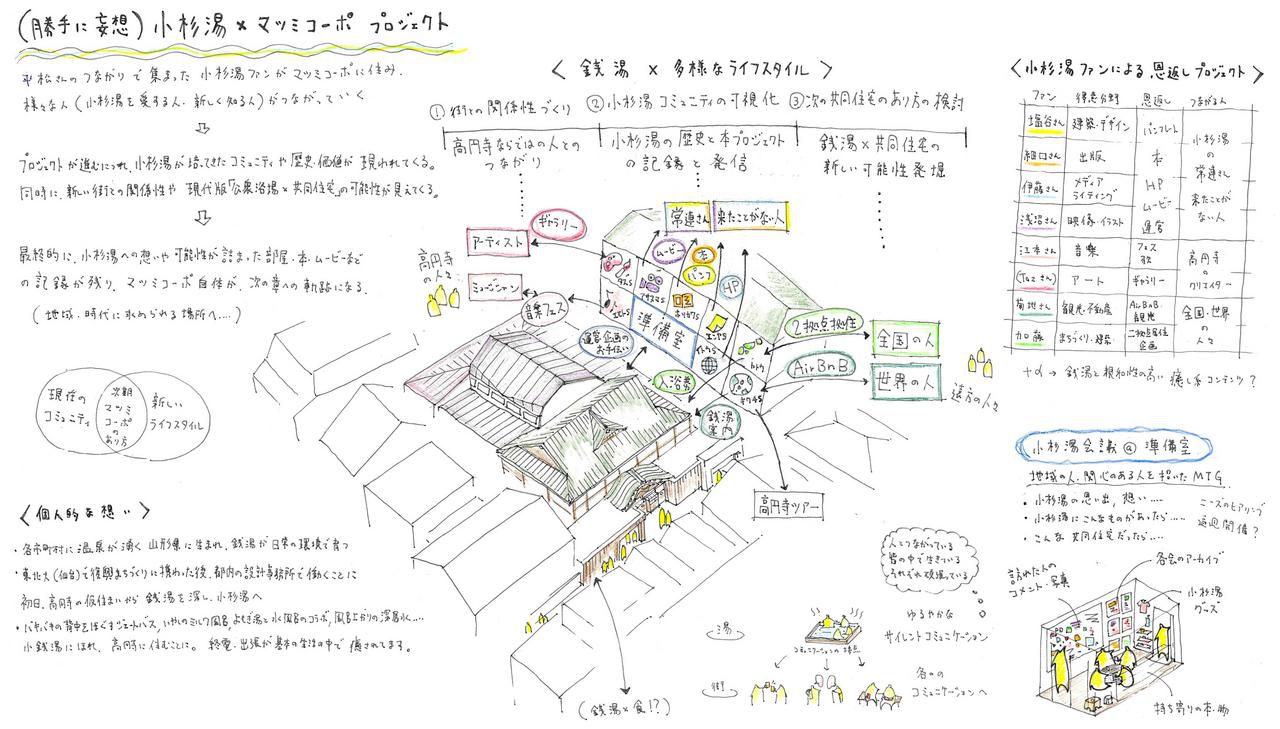 (勝手に妄想) 小杉湯 × マツミコーポ プロジェクト
平松さんのつながりで集まった 小杉湯ファンが マツミコーポに住み、
様々な人 (小杉湯を愛する人、新しく知る人) がつながっていく
プロジェクトが進むにつれ、小杉湯が培ってきたコミュニティや歴史・価値が 現われてくる。
同時に、新しい街との関係性や 現代版「公衆浴場×共同住宅」の可能性が見えてくる。
最終的に、小杉湯への想いや可能性が詰まった部屋・本・ムービーなど
の記録が残り、マツミコーポ自体が、次の章への軌跡になる。
(地域・時代に求められる場所へ....)
現在の
コミュニティ
次期
マツミ
コーポ
の
あり方
新しい
ライフスタイル
〈個人的な想い〉
・各市町村に温泉が湧く 山形県に生まれ、銭湯が日常の環境で育つ
・東北大(仙台)で復興まちづくりに携わった後、都内の設計事務所で働くことに
初日、高円寺の仮住まいから 銭湯を探し、小杉湯へ
・バキバキの背中をほぐすジェットバス、いやしのミルク風呂
小銭湯にほれ、高円寺に住むことに。 終電・出張が基本の生活の中で 癒されてます。
〈銭湯 × 多様なライフスタイル〉
①街との関係性づくり ②小杉湯コミュニティの可視化 ③次の共同住宅のあり方の検討
高円寺ならではの人との
つながり
小杉湯の歴史と本プロジェクト
の記録と発信
銭湯×共同住宅の
新しい可能性発掘
ギャラリー
アーティスト
ミュージシャン
高円寺
の人々
音楽フェス
常連さん
来たことがない人
ムービー
本
パンフ
HP
準備室
運営・企画の
お手伝い
入浴券
銭湯
案内
2拠点居住
AirBnB
全国の人
世界の人
遠方の人々
高円寺ツアー
(銭湯×食!?)
人とつながっている
皆の中で生きている
それぞれ頑張っている
湯
ゆるやかな
サイレントコミュニケーション
コミュニケーションの接点
各々の
コミュニケーションへ
〈小杉湯ファンによる 恩返しプロジェクト〉
ファン 得意分野 恩返し つながる人
塩谷さん 建築・デザイン パンフレット
細口さん 出版 本
伊藤さん メディア ライティング HP
浅沼さん 映像・イラスト ムービー 運営
江本さん 音楽 フェス 歌
アート ギャラリー
菊地さん 観光・不動産 AirBnB 観光
加藤 まちづくり・建築 二拠点居住 企画
小杉湯
の
常連さん
来たことが
ない人
高円寺
の
クリエイター
全国・世界
の
人々
+α → 銭湯と親和性の高い 癒し系コンテンツ?
小杉湯会議@準備室
地域の人、関心のある人を招いたMTG
・小杉湯の思い出、想い....
・小杉湯にこんなものがあったら.....
・こんな 共同住宅だったら.....
ニーズのヒアリング
毎週開催?
各会のアーカイブ
訪れた人の
コメント・写真
小杉湯
グッズ
持ち寄りの本・物